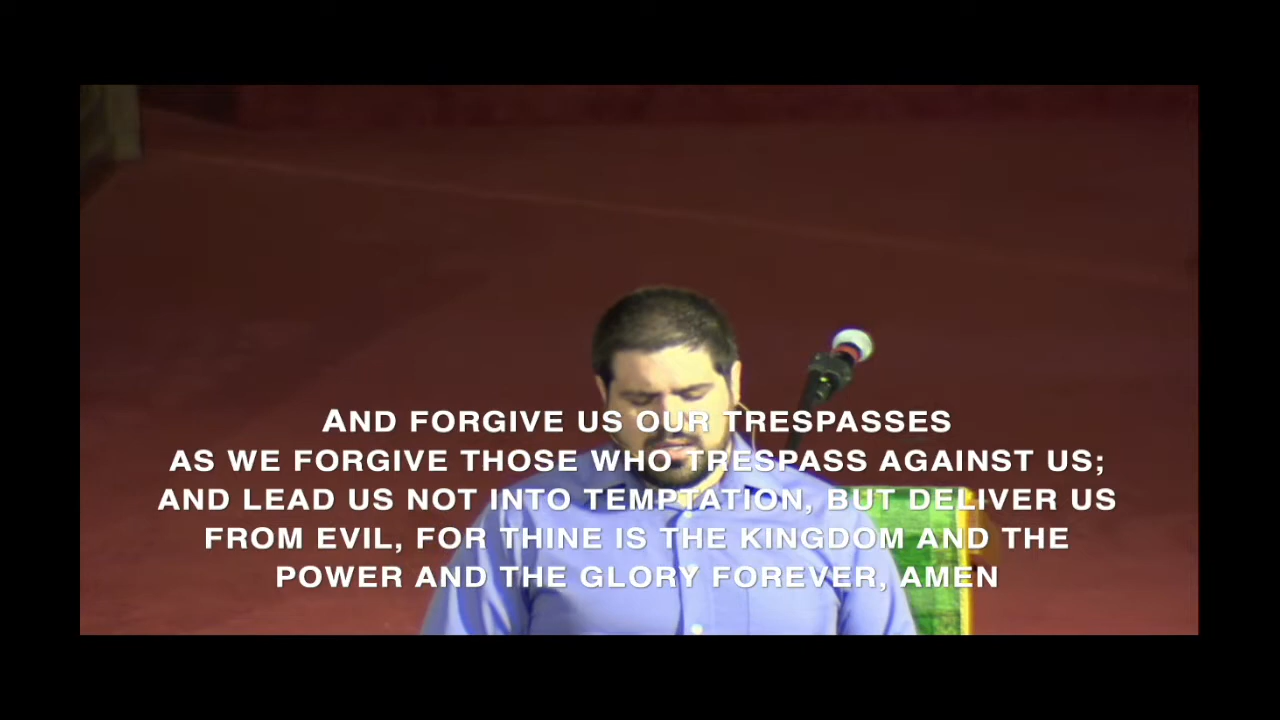 AND FORGIVE US OUR TRESPASSES
AS WE FORGIVE THOSE WHO TRESPASS AGAINST US;
AND LEAD US NOT INTO TEMPTATION, BUT DELIVER US
FROM EVIL, FOR THINE IS THE KINGDOM AND THE
POWER AND THE GLORY FOREVER, AMEN